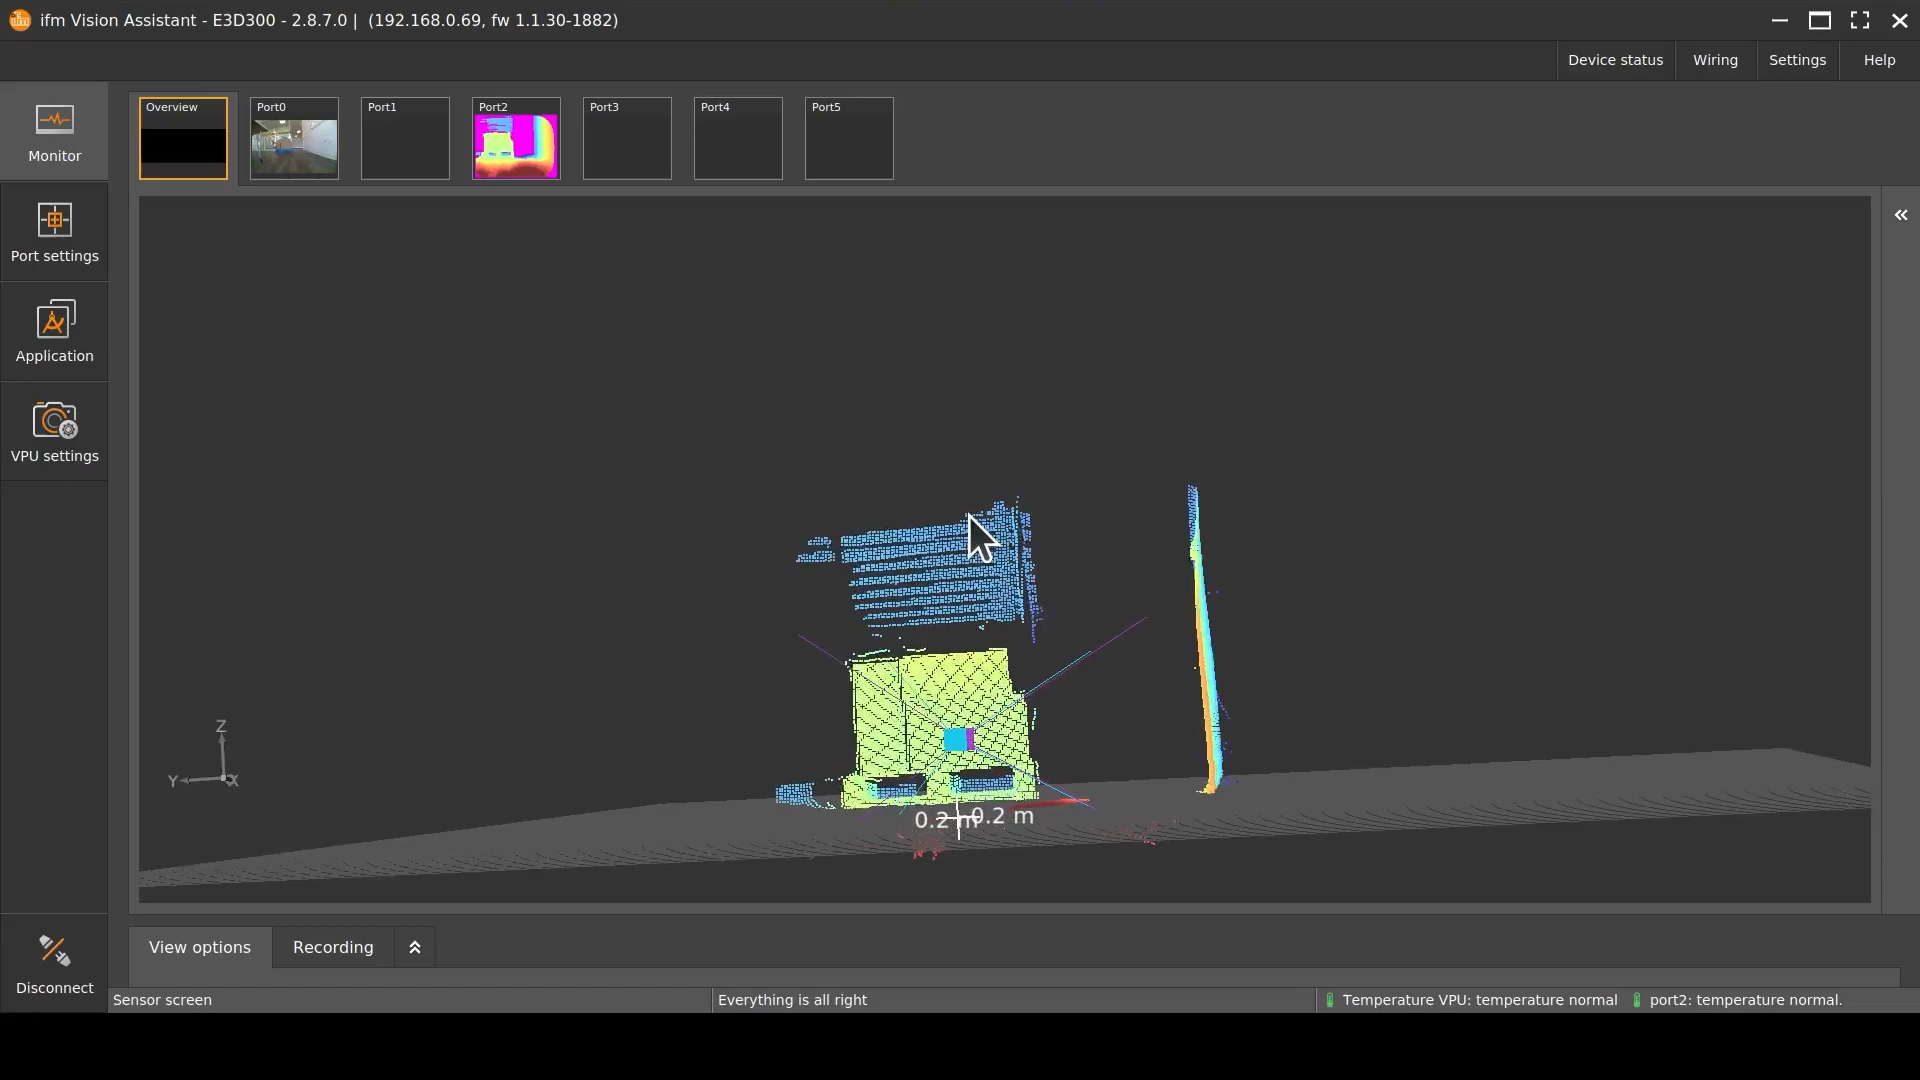 ifm Vision Assistant - E3D300 - 2.8.7.0 | (192.168.0.69, fw 1.1.30-1882)
Device status
Wiring
Settings
Help
Monitor
Port settings
Application
VPU settings
Disconnect
Overview
Port0
Port1
Port2
Port3
Port4
Port5
Z
Y
X
0.2 m
0.2 m
View options
Recording
Sensor screen
Everything is all right
Temperature VPU: temperature normal
port2: temperature normal.